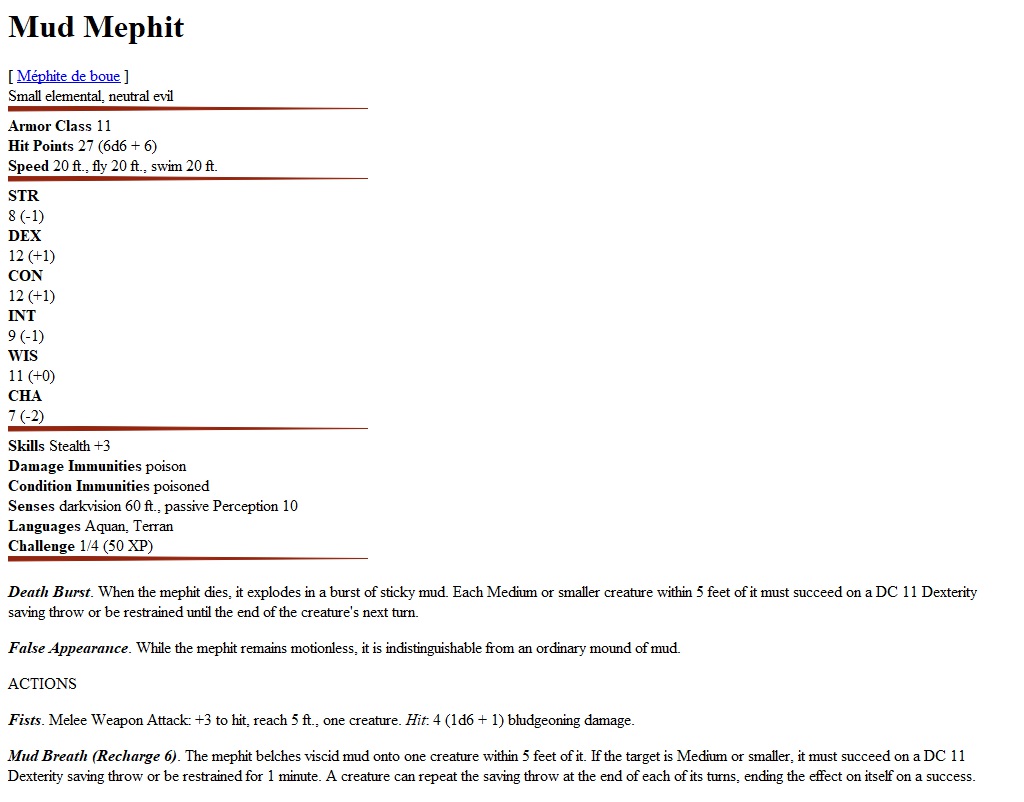 Mud Mephit
[ Méphite de boue ]
Small elemental, neutral evil
Armor Class 11
Hit Points 27 (6d6 + 6)
Speed 20 ft., fly 20 ft., swim 20 ft.
STR
8 (-1)
DEX
12 (+1)
CON
12 (+1)
INT
9 (-1)
WIS
11 (+0)
CHA
7 (-2)
Skills Stealth +3
Damage Immunities poison
Condition Immunities poisoned
Senses darkvision 60 ft., passive Perception 10
Languages Aquan, Terran
Challenge 1/4 (50 XP)
Death Burst. When the mephit dies, it explodes in a burst of sticky mud. Each Medium or smaller creature within 5 feet of it must succeed on a DC 11 Dexterity
saving throw or be restrained until the end of the creature's next turn.
False Appearance. While the mephit remains motionless, it is indistinguishable from an ordinary mound of mud.
ACTIONS
Fists. Melee Weapon Attack: +3 to hit, reach 5 ft., one creature. Hit: 4 (1d6 + 1) bludgeoning damage.
Mud Breath (Recharge 6). The mephit belches viscid mud onto one creature within 5 feet of it. If the target is Medium or smaller, it must succeed on a DC 11
Dexterity saving throw or be restrained for 1 minute. A creature can repeat the saving throw at the end of each of its turns, ending the effect on itself on a success.